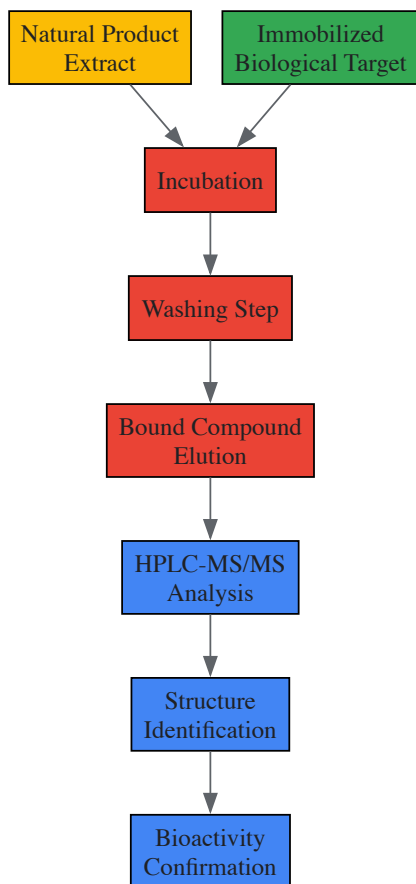 Natural Product
Extract
Immobilized
Biological Target
Incubation
Washing Step
Bound Compound
Elution
HPLC-MS/MS
Analysis
Structure
Identification
Bioactivity
Confirmation